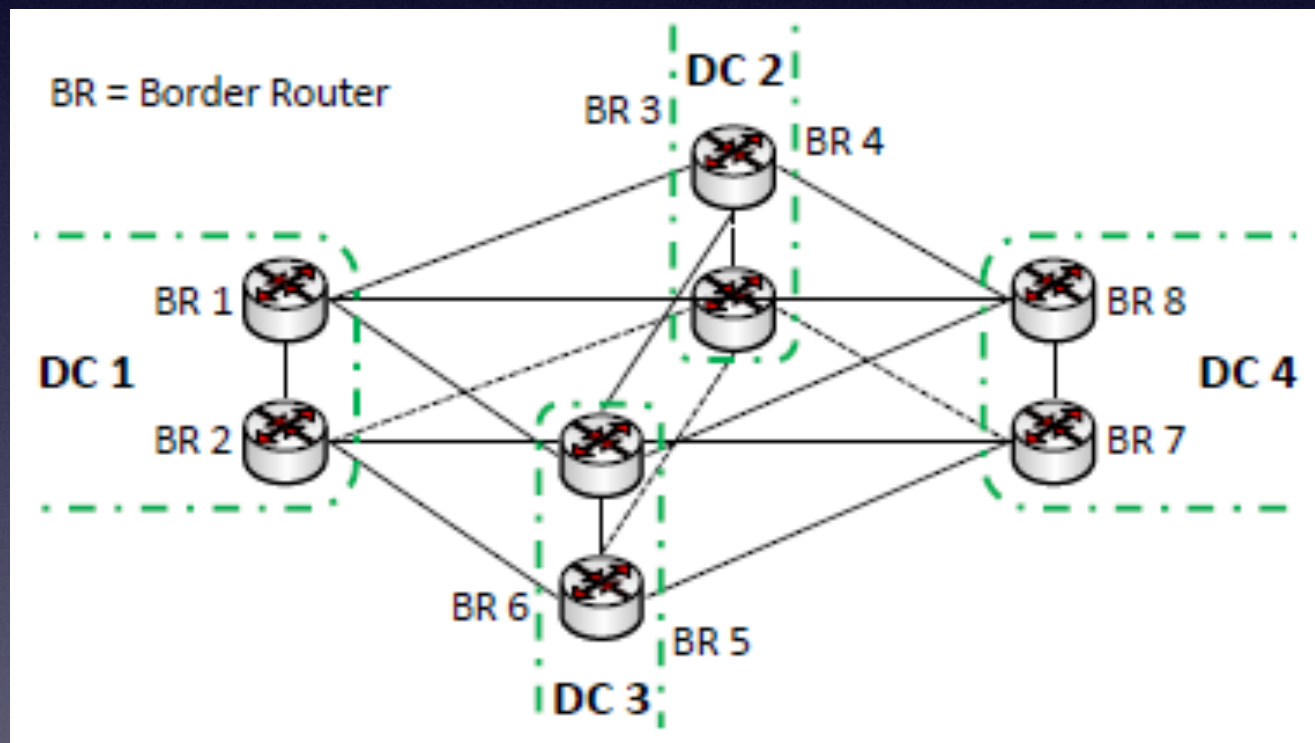 BR = Border Router
DC 2
BR 3
BR 4
BR 1
BR 8
DC 1
DC 4
BR 2
BR 7
BR 6
BR 5
DC 3